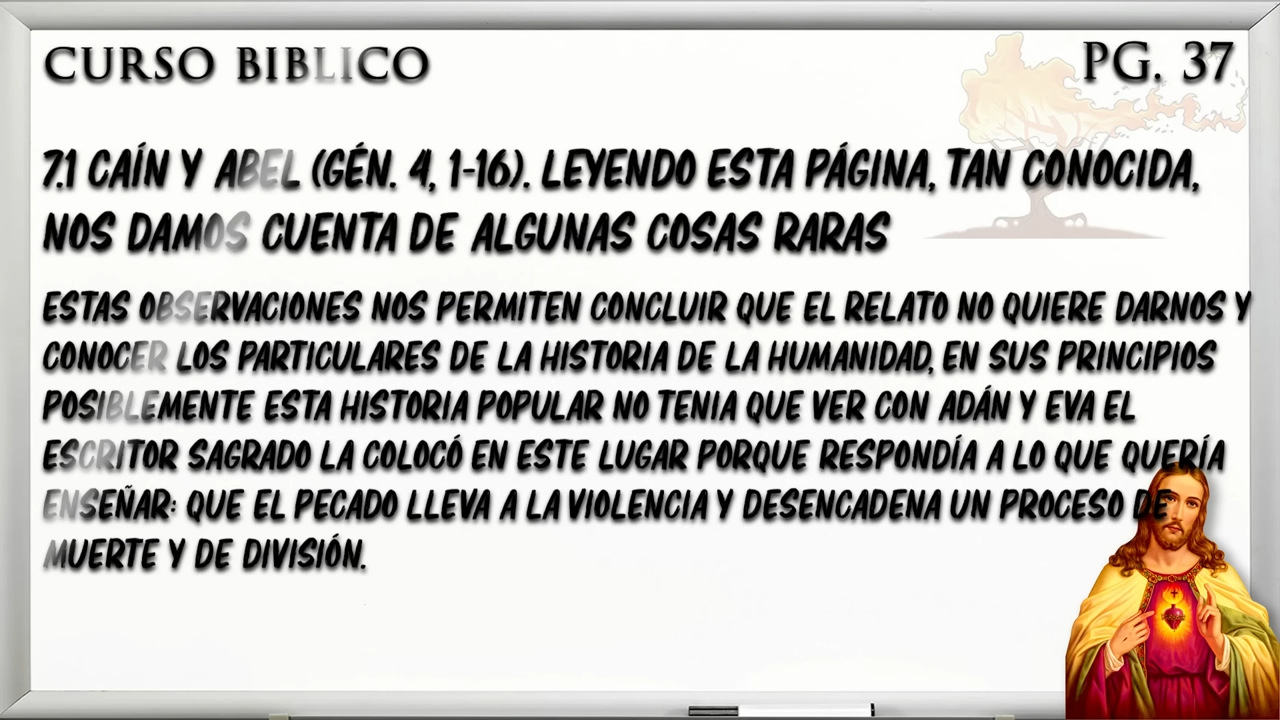 CURSO BIBLICO
PG. 37
7.1 CAÍN Y ABEL (GÉN. 4, 1-16). LEYENDO ESTA PÁGINA, TAN CONOCIDA,
NOS DAMOS CUENTA DE ALGUNAS COSAS RARAS
ESTAS OBSERVACIONES NOS PERMITEN CONCLUIR QUE EL RELATO NO QUIERE DARNOS Y
CONOCER LOS PARTICULARES DE LA HISTORIA DE LA HUMANIDAD, EN SUS PRINCIPIOS
POSIBLEMENTE ESTA HISTORIA POPULAR NO TENIA QUE VER CON ADÁN Y EVA EL
ESCRITOR SAGRADO LA COLOCÓ EN ESTE LUGAR PORQUE RESPONDÍA A LO QUE QUERÍA
ENSEÑAR: QUE EL PECADO LLEVA A LA VIOLENCIA Y DESENCADENA UN PROCESO DE
MUERTE Y DE DIVISIÓN.